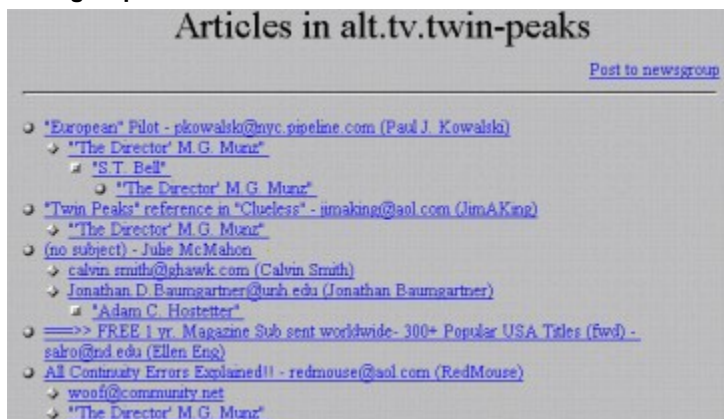 Articles in alt.tv.twin-peaks
Post to newsgroup
"European" Pilot - pkowalsk@nyc.pipeline.com (Paul J. Kowalski)
"'The Director' M.G. Munz"
"S.T. Bell"
"'The Director' M.G. Munz"
"Twin Peaks" reference in "Clueless" - jimaking@aol.com (JimAKing)
"'The Director' M.G. Munz"
(no subject) - Julie McMahon
calvin.smith@ghawk.com (Calvin Smith)
Jonathan.D.Baumgartner@unh.edu (Jonathan Baumgartner)
"Adam C. Hostetter"
===>> FREE 1 yr. Magazine Sub sent worldwide- 300+ Popular USA Titles (fwd) -
salro@nd.edu (Ellen Eng)
All Continuity Errors Explained!! - redmouse@aol.com (RedMouse)
woof@community.net
"'The Director' M.G. Munz"